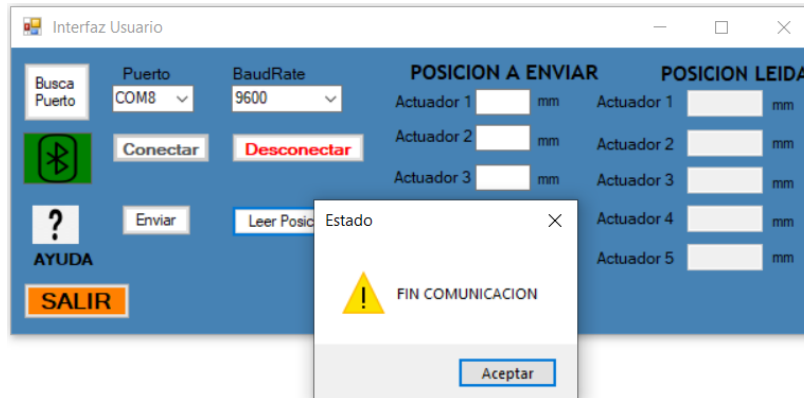 Interfaz Usuario
Busca
Puerto
Puerto
COM8
BaudRate
9600
Conectar
Desconectar
?
AYUDA
Enviar
Leer Posic
SALIR
POSICION A ENVIAR
Actuador 1 mm
Actuador 2 mm
Actuador 3 mm
POSICION LEIDA
Actuador 1 mm
Actuador 2 mm
Actuador 3 mm
Actuador 4 mm
Actuador 5 mm
Estado
FIN COMUNICACION
Aceptar